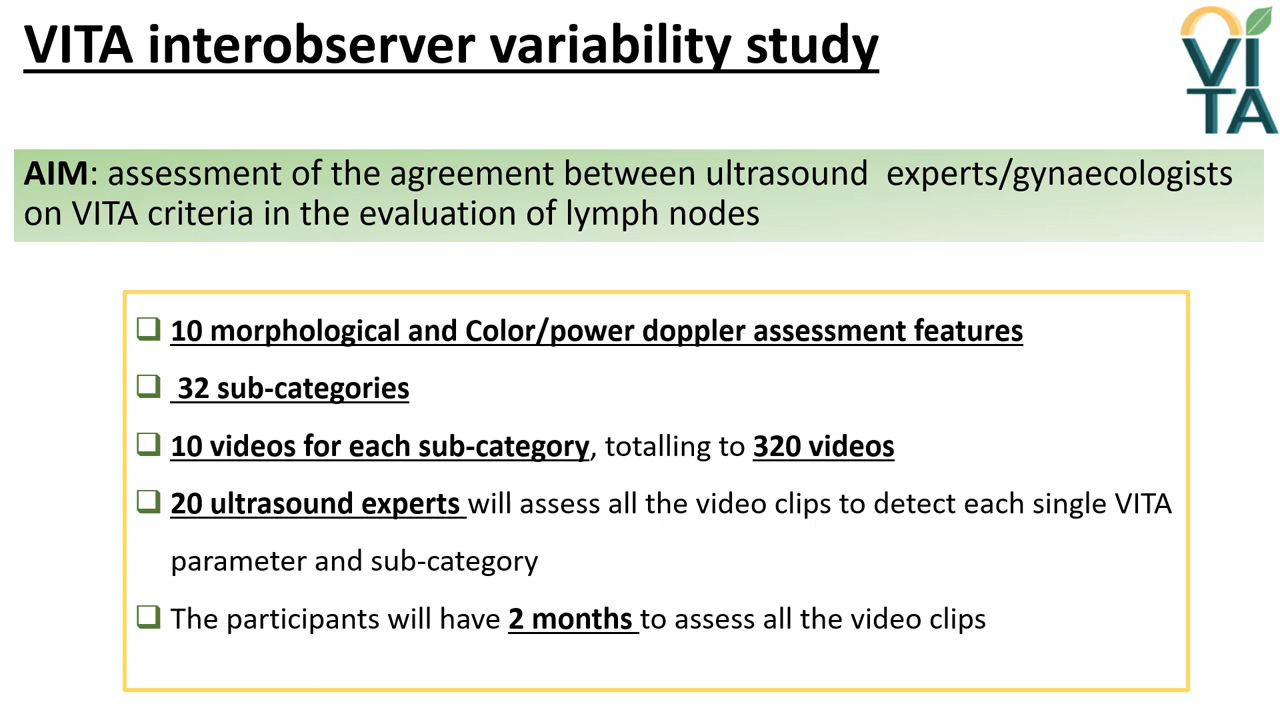 VITA interobserver variability study
VITA
AIM: assessment of the agreement between ultrasound experts/gynaecologists
on VITA criteria in the evaluation of lymph nodes
10 morphological and Color/power doppler assessment features
32 sub-categories
10 videos for each sub-category, totalling to 320 videos
20 ultrasound experts will assess all the video clips to detect each single VITA
parameter and sub-category
The participants will have 2 months to assess all the video clips